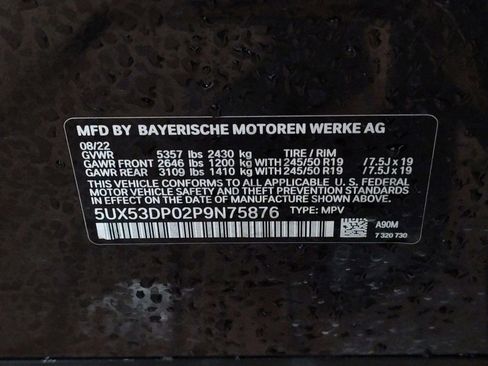 MFD BY BAYERISCHE MOTOREN WERKE AG
08/22
GVWR 5357 lbs 2430 kg TIRE / RIM
GAWR FRONT 2646 lbs 1200 kg WITH 245/50 R19 /7.5J x 19
GAWR REAR 3109 lbs 1410 kg WITH 245/50 R19 /7.5J x 19
THIS VEHICLE CONFORMS TO ALL APPLICABLE U. S. FEDERAL
MOTOR VEHICLE SAFETY AND THEFT PREVENTION STANDARDS
IN EFFECT ON THE DATE OF MANUFACTURE SHOWN ABOVE.
5UX53DP02P9N75876 TYPE: MPV
A90M
7 320 730